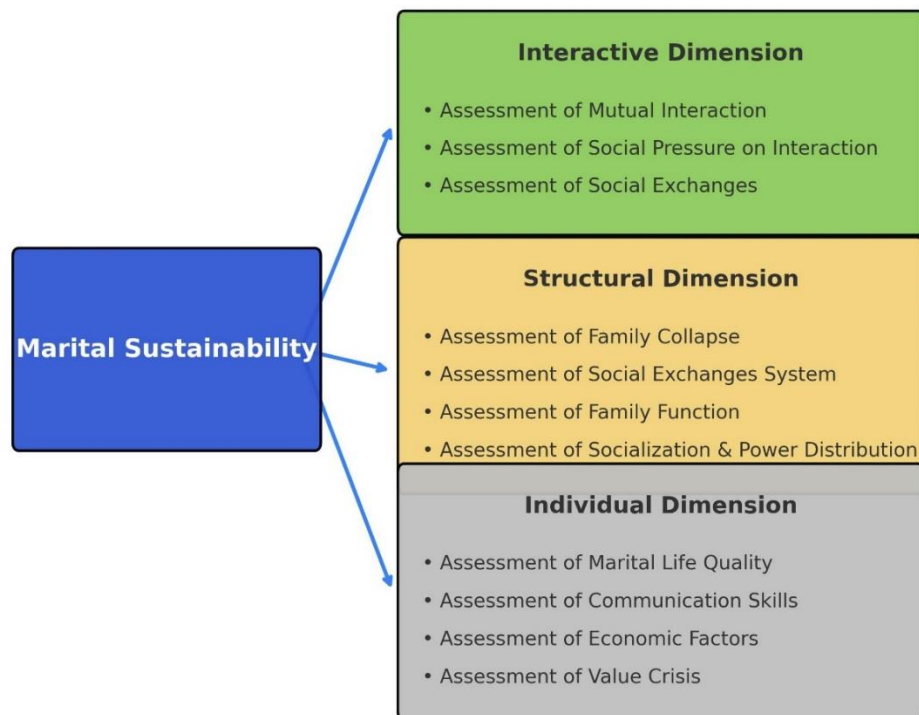 Marital Sustainability
Interactive Dimension
• Assessment of Mutual Interaction
• Assessment of Social Pressure on Interaction
• Assessment of Social Exchanges
Structural Dimension
• Assessment of Family Collapse
• Assessment of Social Exchanges System
• Assessment of Family Function
• Assessment of Socialization & Power Distribution
Individual Dimension
• Assessment of Marital Life Quality
• Assessment of Communication Skills
• Assessment of Economic Factors
• Assessment of Value Crisis